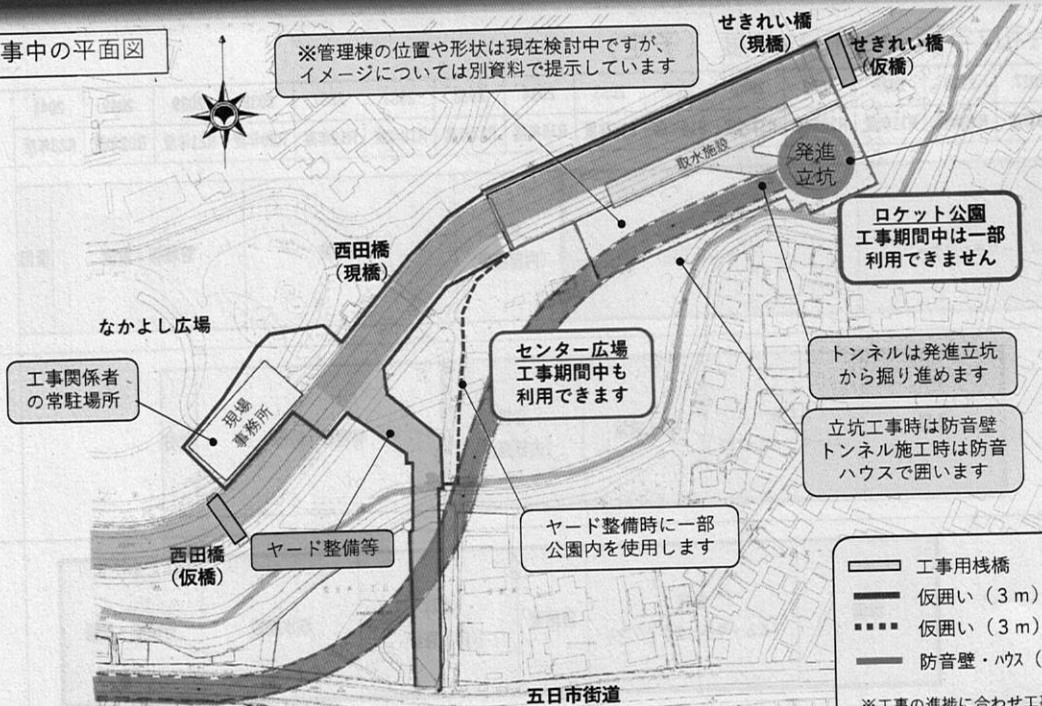 事中の平面図
※管理棟の位置や形状は現在検討中ですが、
イメージについては別資料で提示しています
せきれい橋
(現橋)
せきれい橋
(仮橋)
取水施設
発進
立坑
ロケット公園
工事期間中は一部
利用できません
西田橋
(現橋)
なかよし広場
工事関係者
の常駐場所
現場
事務所
センター広場
工事期間中も
利用できます
トンネルは発進立坑
から掘り進めます
立坑工事時は防音壁
トンネル施工時は防音
ハウスで囲います
西田橋
(仮橋)
ヤード整備等
ヤード整備時に一部
公園内を使用します
五日市街道
工事用桟橋
仮囲い(3m)
仮囲い(3m)
防音壁・ハウス(
※工事の進捗に合わせ工